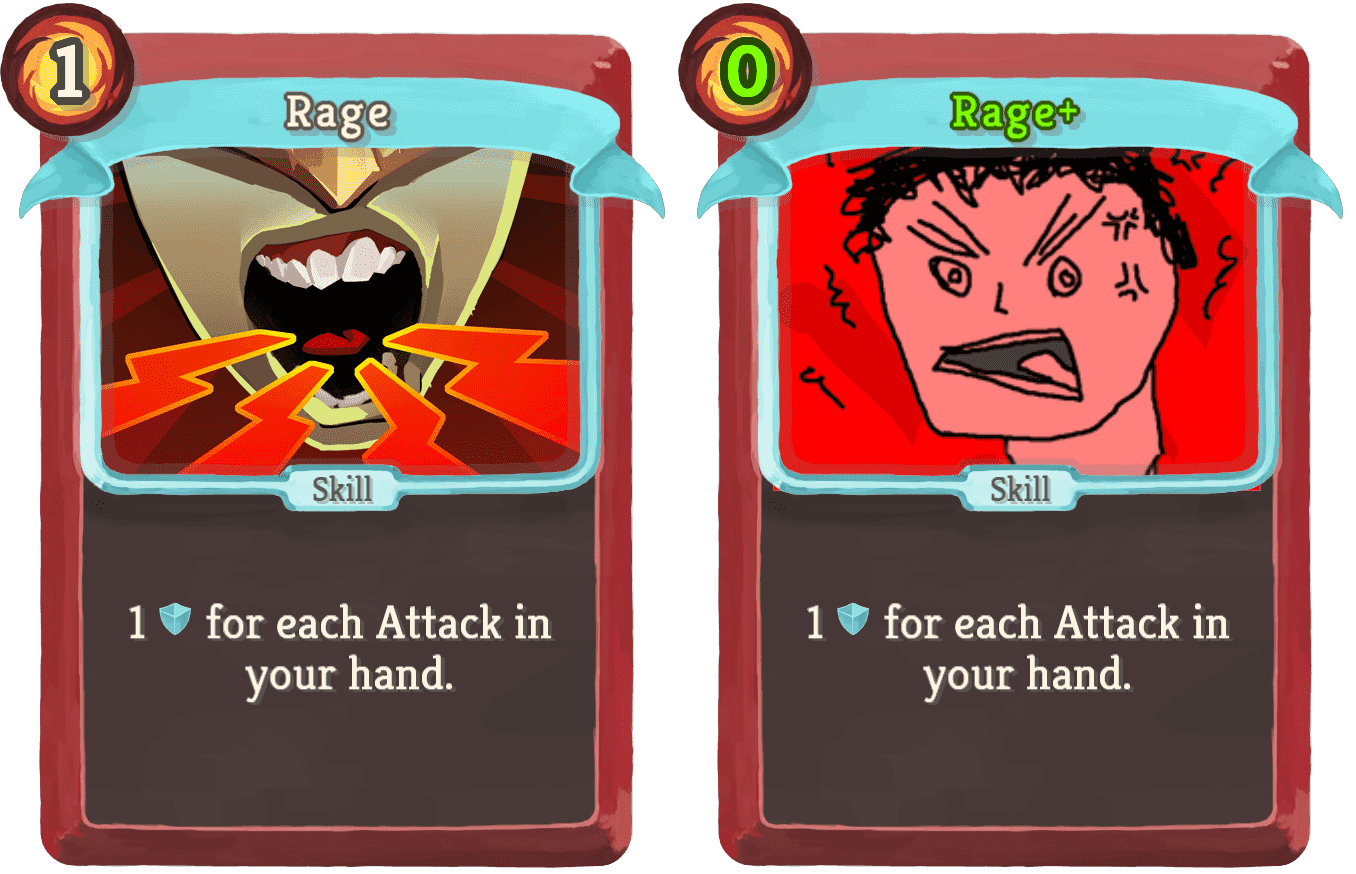 1
Rage
Skill
1 for each Attack in
your hand.
0
Rage+
Skill
1 for each Attack in
your hand.